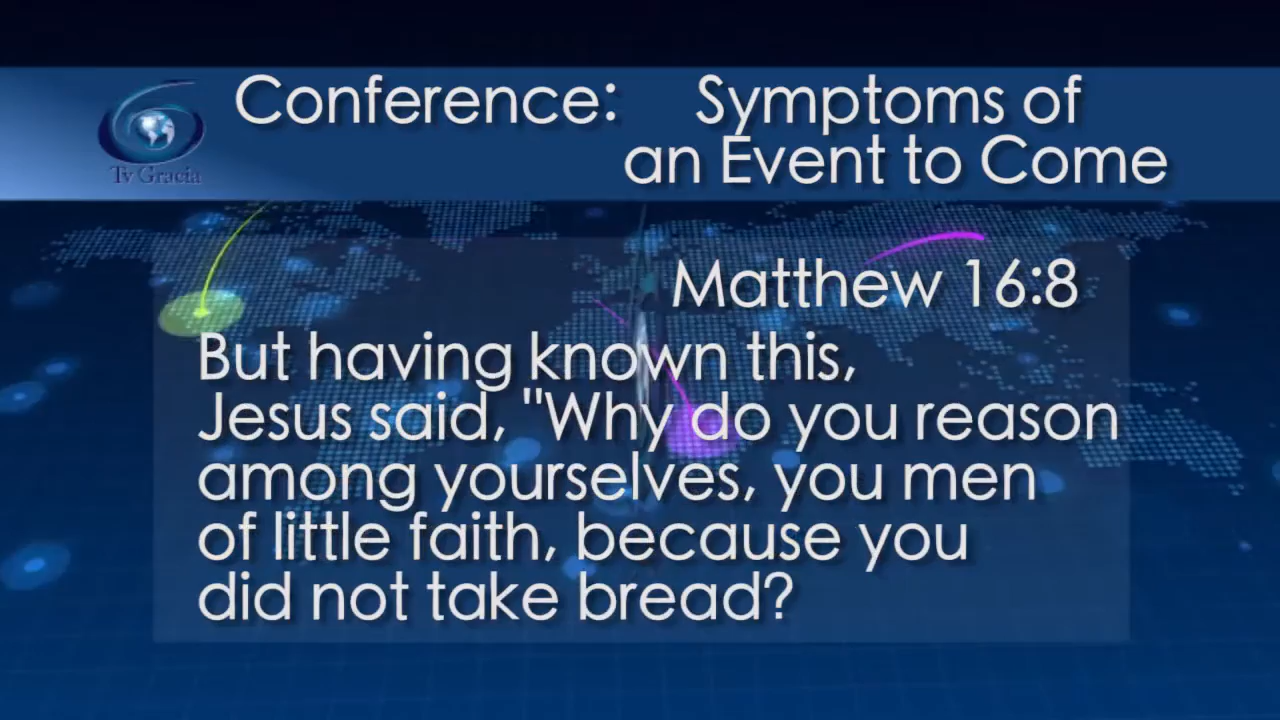 Conference: Symptoms of
an Event to Come
Tv Gracia
Matthew 16:8
But having known this,
Jesus said, "Why do you reason
among yourselves, you men
of little faith, because you
did not take bread?